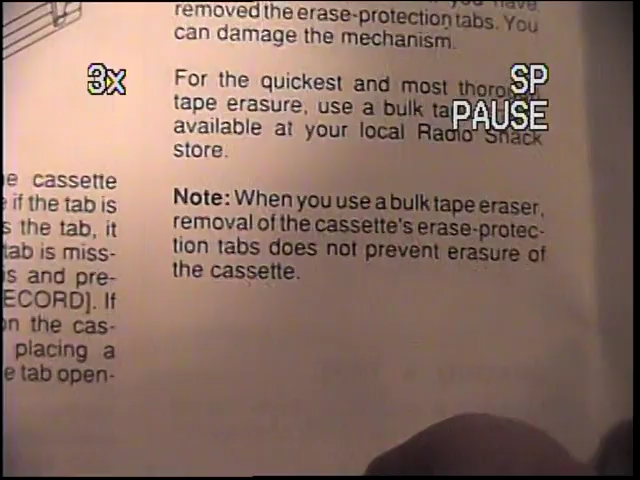 3x
SP
PAUSE
removed the erase-protection tabs. You
can damage the mechanism.
For the quickest and most
tape erasure, use a bulk
available at your local Radio Shack
store.
Note: When you use a bulk tape eraser,
removal of the cassette's erase-protec-
tion tabs does not prevent erasure of
the cassette.
cassette
if the tab is
the tab, it
tab is miss-
and pre-
If
the cas-
placing a
tab open-